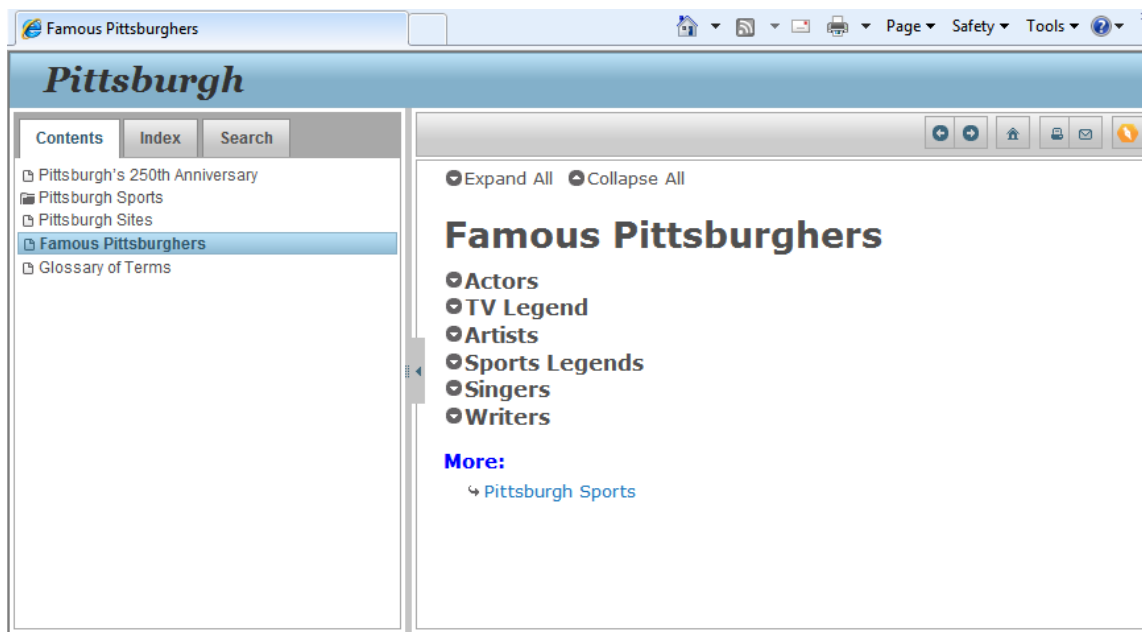 Famous Pittsburghers
Page Safety Tools
Pittsburgh
Contents Index Search
Pittsburgh's 250th Anniversary
Pittsburgh Sports
Pittsburgh Sites
Famous Pittsburghers
Glossary of Terms
Expand All Collapse All
Famous Pittsburghers
Actors
TV Legend
Artists
Sports Legends
Singers
Writers
More:
Pittsburgh Sports